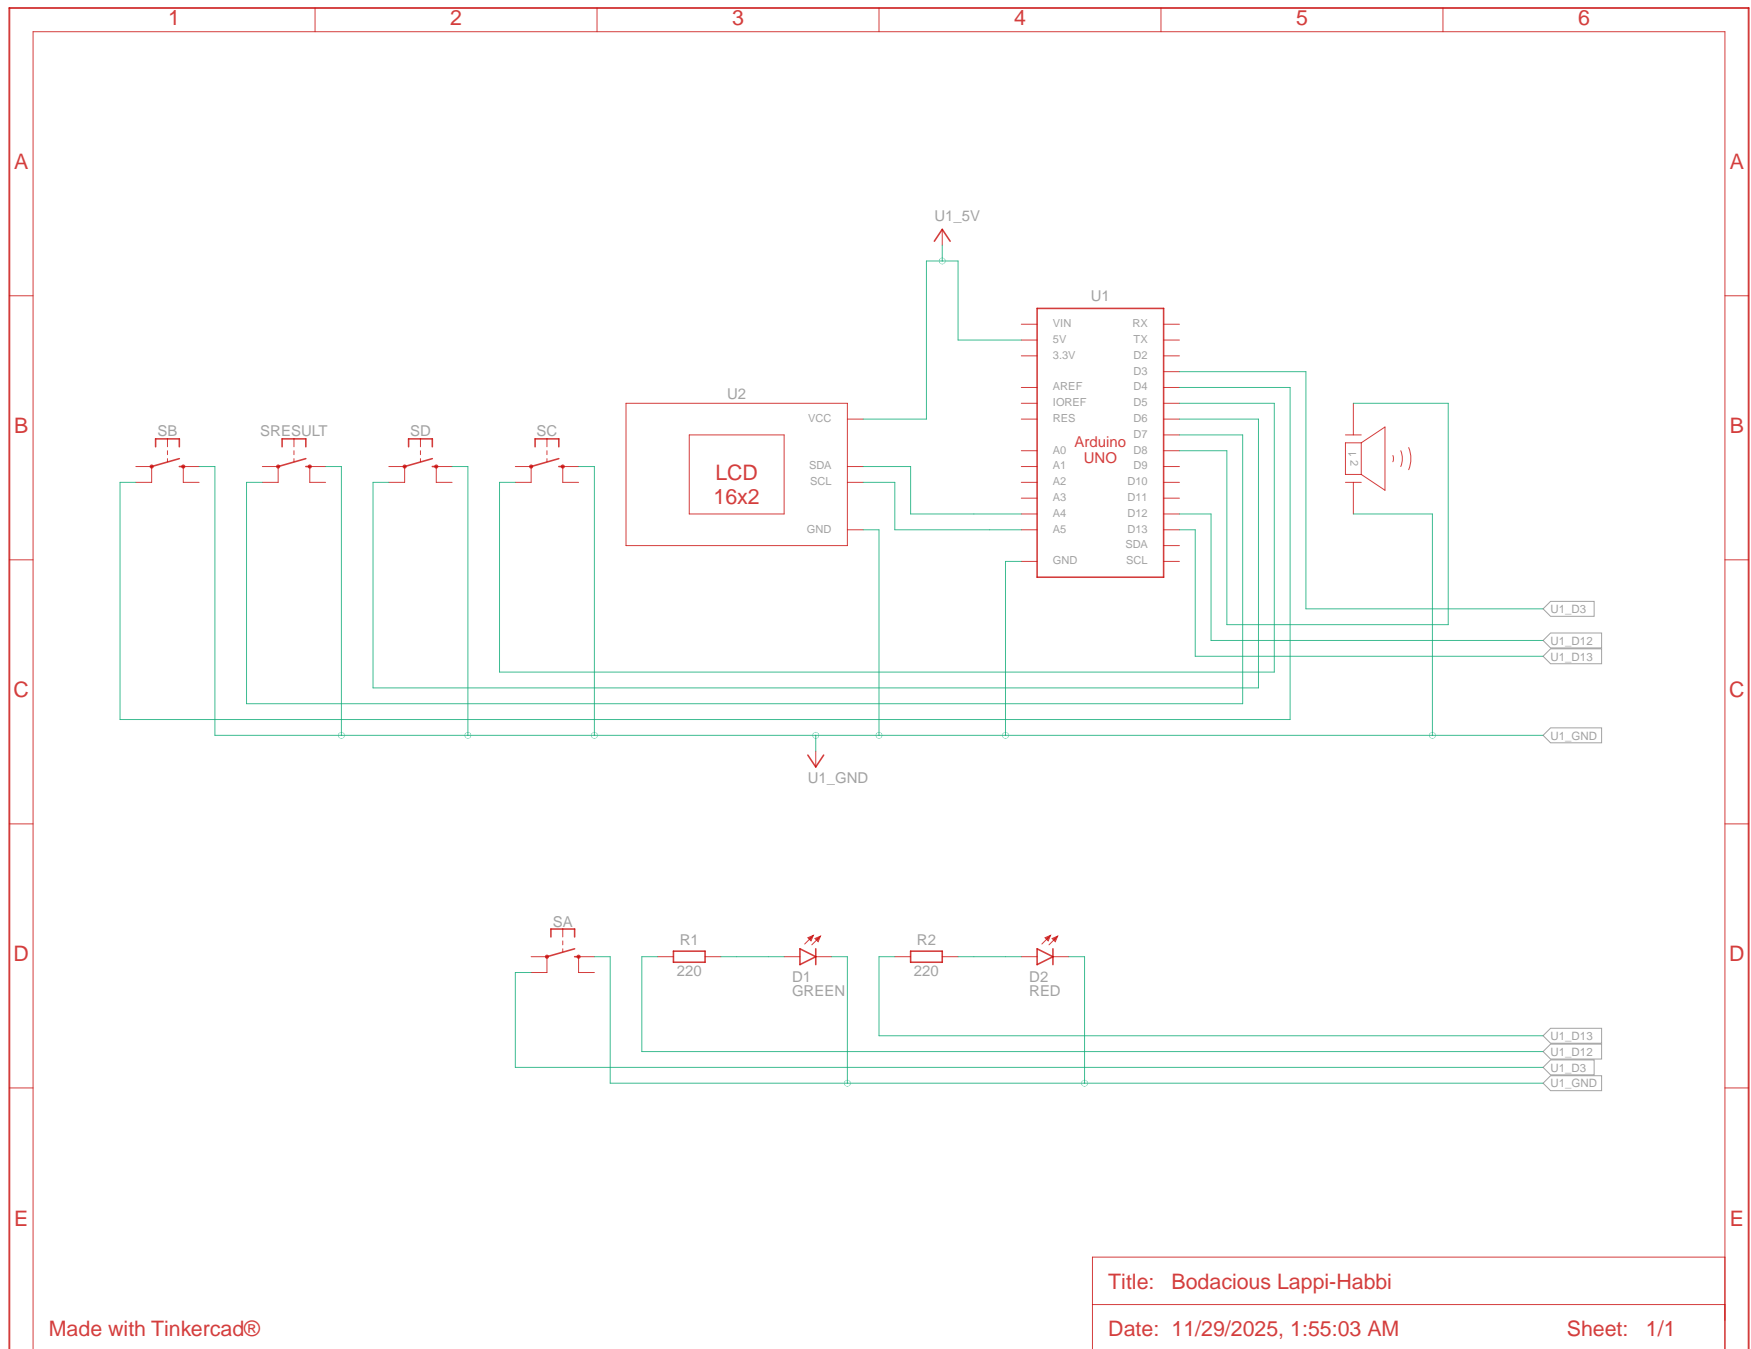 1 2 3 4 5 6
A A
U1_5V
U1
VIN RX
5V TX
3.3V D2
D3
AREF D4
IOREF D5
RES D6
D7
Arduino
UNO
A0 D8
A1 D9
A2 D10
A3 D11
A4 D12
A5 D13
SDA
GND SCL
U2
VCC
SDA
SCL
GND
LCD
16x2
B B
SB SRESULT SD SC
1 2
U1_D3
U1_D12
U1_D13
C C
U1_GND
U1_GND
D D
SA
R1
220
D1
GREEN
R2
220
D2
RED
U1_D13
U1_D12
U1_D3
U1_GND
E E
Title: Bodacious Lappi-Habbi
Made with Tinkercad®
Date: 11/29/2025, 1:55:03 AM Sheet: 1/1